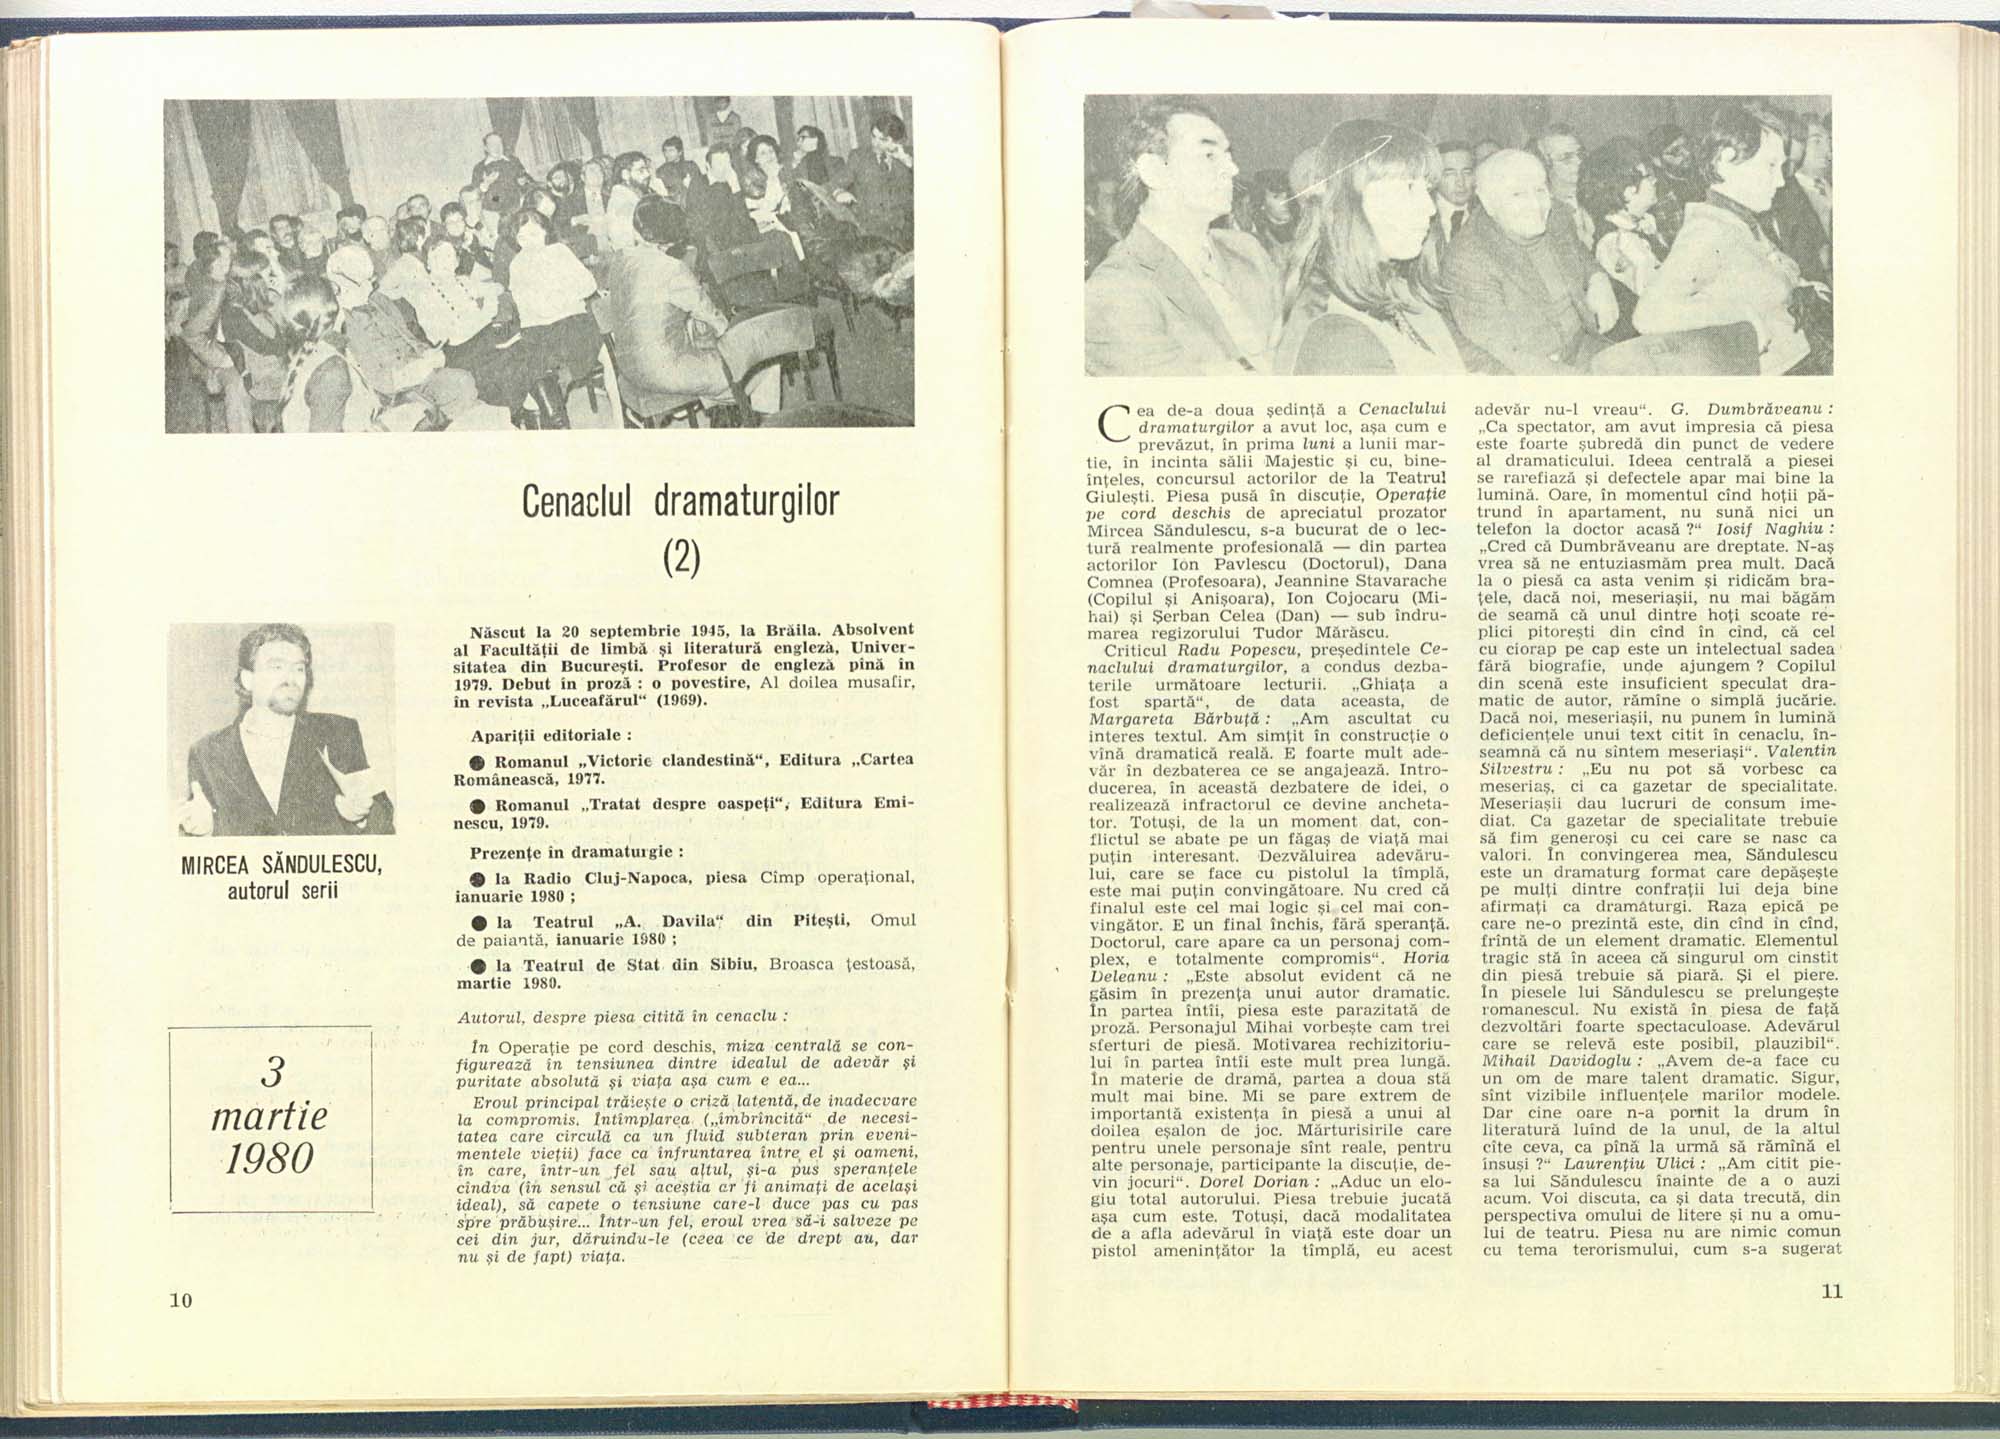 Cenaclul dramaturgilor
(2)
MIRCEA SĂNDULESCU,
autorul serii
3
martie
1980
Născut la 20 septembrie 1945, la Brăila. Absolvent
al Facultății de limbă și literatură engleză, Univer-
sitatea din București. Profesor de engleză pînă în
1979. Debut în proză : o povestire, Al doilea musafir,
în revista „Luceafărul“ (1969).
Apariții editoriale :
● Romanul „Victorie clandestină“, Editura „Cartea
Românească, 1977.
● Romanul „Tratat despre oaspeți“, Editura Emi-
nescu, 1979.
Prezențe în dramaturgie :
● la Radio Cluj-Napoca, piesa Cîmp operațional,
ianuarie 1980 ;
● la Teatrul „A. Davila“ din Pitești, Omul
de paiantă, ianuarie 1980 ;
● la Teatrul de Stat din Sibiu, Broasca țestoasă,
martie 1980.
Autorul, despre piesa citită în cenaclu :
În Operație pe cord deschis, miza centrală se con-
figurează în tensiunea dintre idealul de adevăr și
puritate absolută și viața așa cum e ea...
Eroul principal trăiește o criză latentă, de inadecvare
la compromis. Întîmplarea („îmbrîncită“ de necesi-
tatea care circulă ca un fluid subteran prin eveni-
mentele vieții) face ca înfruntarea între el și oameni,
în care, într-un fel sau altul, și-a pus speranțele
cîndva (în sensul că și aceștia ar fi animați de același
ideal), să capete o tensiune care-l duce pas cu pas
spre prăbușire... Într-un fel, eroul vrea să-i salveze pe
cei din jur, dăruindu-le (ceea ce de drept au, dar
nu și de fapt) viața.
10
Cea de-a doua ședință a Cenaclului
dramaturgilor a avut loc, așa cum e
prevăzut, în prima luni a lunii mar-
tie, în incinta sălii Majestic și cu, bine-
înțeles, concursul actorilor de la Teatrul
Giulești. Piesa pusă în discuție, Operație
pe cord deschis de apreciatul prozator
Mircea Săndulescu, s-a bucurat de o lec-
tură realmente profesională — din partea
actorilor Ion Pavlescu (Doctorul), Dana
Comnea (Profesoara), Jeannine Stavarache
(Copilul și Anișoara), Ion Cojocaru (Mi-
hai) și Șerban Celea (Dan) — sub îndru-
marea regizorului Tudor Mărăscu.
Criticul Radu Popescu, președintele Ce-
naclului dramaturgilor, a condus dezba-
terile următoare lecturii. „Ghiața a
fost spartă“, de data aceasta, de
Margareta Bărbuță : „Am ascultat cu
interes textul. Am simțit în construcție o
vînă dramatică reală. E foarte mult ade-
văr în dezbaterea ce se angajează. Intro-
ducerea, în această dezbatere de idei, o
realizează infractorul ce devine ancheta-
tor. Totuși, de la un moment dat, con-
flictul se abate pe un făgaș de viață mai
puțin interesant. Dezvăluirea adevăru-
lui, care se face cu pistolul la tîmplă,
este mai puțin convingătoare. Nu cred că
finalul este cel mai logic și cel mai con-
vingător. E un final închis, fără speranță.
Doctorul, care apare ca un personaj com-
plex, e totalmente compromis“. Horia
Deleanu : „Este absolut evident că ne
găsim în prezența unui autor dramatic.
În partea întîi, piesa este parazitată de
proză. Personajul Mihai vorbește cam trei
sferturi de piesă. Motivarea rechizitoriu-
lui în partea întîi este mult prea lungă.
În materie de dramă, partea a doua stă
mult mai bine. Mi se pare extrem de
importantă existența în piesă a unui al
doilea eșalon de joc. Mărturisirile care
pentru unele personaje sînt reale, pentru
alte personaje, participante la discuție, de-
vin jocuri“. Dorel Dorian : „Aduc un elo-
giu total autorului. Piesa trebuie jucată
așa cum este. Totuși, dacă modalitatea
de a afla adevărul în viață este doar un
pistol amenințător la tîmplă, eu acest
adevăr nu-l vreau“. G. Dumbrăveanu :
„Ca spectator, am avut impresia că piesa
este foarte șubredă din punct de vedere
al dramaticului. Ideea centrală a piesei
se rarefiază și defectele apar mai bine la
lumină. Oare, în momentul cînd hoții pă-
trund în apartament, nu sună nici un
telefon la doctor acasă ?“ Iosif Naghiu :
„Cred că Dumbrăveanu are dreptate. N-aș
vrea să ne entuziasmăm prea mult. Dacă
la o piesă ca asta venim și ridicăm bra-
țele, dacă noi, meseriașii, nu mai băgăm
de seamă că unul dintre hoți scoate re-
plici pitorești din cînd în cînd, că cel
cu ciorap pe cap este un intelectual sadea
fără biografie, unde ajungem ? Copilul
din scenă este insuficient speculat dra-
matic de autor, rămîne o simplă jucărie.
Dacă noi, meseriașii, nu punem în lumină
deficiențele unui text citit în cenaclu, în-
seamnă că nu sîntem meseriași“. Valentin
Silvestru : „Eu nu pot să vorbesc ca
meseriaș, ci ca gazetar de specialitate.
Meseriașii dau lucruri de consum ime-
diat. Ca gazetar de specialitate trebuie
să fim generoși cu cei care se nasc ca
valori. În convingerea mea, Săndulescu
este un dramaturg format care depășește
pe mulți dintre confrații lui deja bine
afirmați ca dramaturgi. Raza epică pe
care ne-o prezintă este, din cînd în cînd,
frîntă de un element dramatic. Elementul
tragic stă în aceea că singurul om cinstit
din piesă trebuie să piară. Și el piere.
În piesele lui Săndulescu se prelungește
romanescul. Nu există în piesa de față
dezvoltări foarte spectaculoase. Adevărul
care se relevă este posibil, plauzibil“.
Mihail Davidoglu : „Avem de-a face cu
un om de mare talent dramatic. Sigur,
sînt vizibile influențele marilor modele.
Dar cine oare n-a pornit la drum în
literatură luînd de la unul, de la altul
cîte ceva, ca pînă la urmă să rămînă el
însuși ?“ Laurențiu Ulici : „Am citit pie-
sa lui Săndulescu înainte de a o auzi
acum. Voi discuta, ca și data trecută, din
perspectiva omului de litere și nu a omu-
lui de teatru. Piesa nu are nimic comun
cu tema terorismului, cum s-a sugerat
11